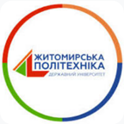 ЖИТОМИРСЬКА
ПОЛІТЕХНІКА
ДЕРЖАВНИЙ УНІВЕРСИТЕТ